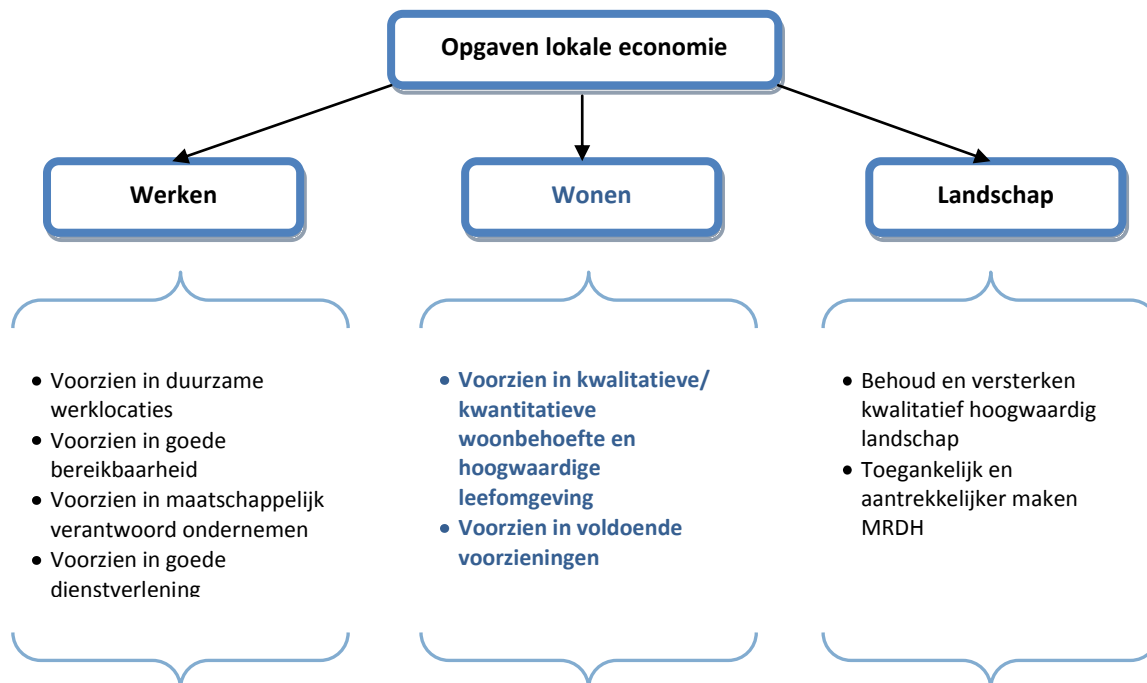 Opgaven lokale economie
Werken
Wonen
Landschap
• Voorzien in duurzame
werklocaties
• Voorzien in goede
bereikbaarheid
• Voorzien in maatschappelijk
verantwoord ondernemen
• Voorzien in goede
dienstverlening
• Voorzien in kwalitatieve/
kwantitatieve
woonbehoefte en
hoogwaardige
leefomgeving
• Voorzien in voldoende
voorzieningen
• Behoud en versterken
kwalitatief hoogwaardig
landschap
• Toegankelijk en
aantrekkelijker maken
MRDH